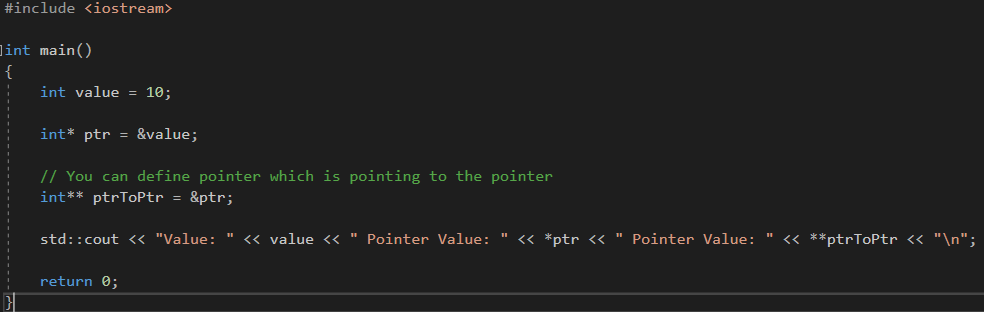 #include <iostream>
int main()
{
int value = 10;
int* ptr = &value;
// You can define pointer which is pointing to the pointer
int** ptrToPtr = &ptr;
std::cout << "Value: " << value << " Pointer Value: " << *ptr << " Pointer Value: " << **ptrToPtr << "\n";
return 0;
}